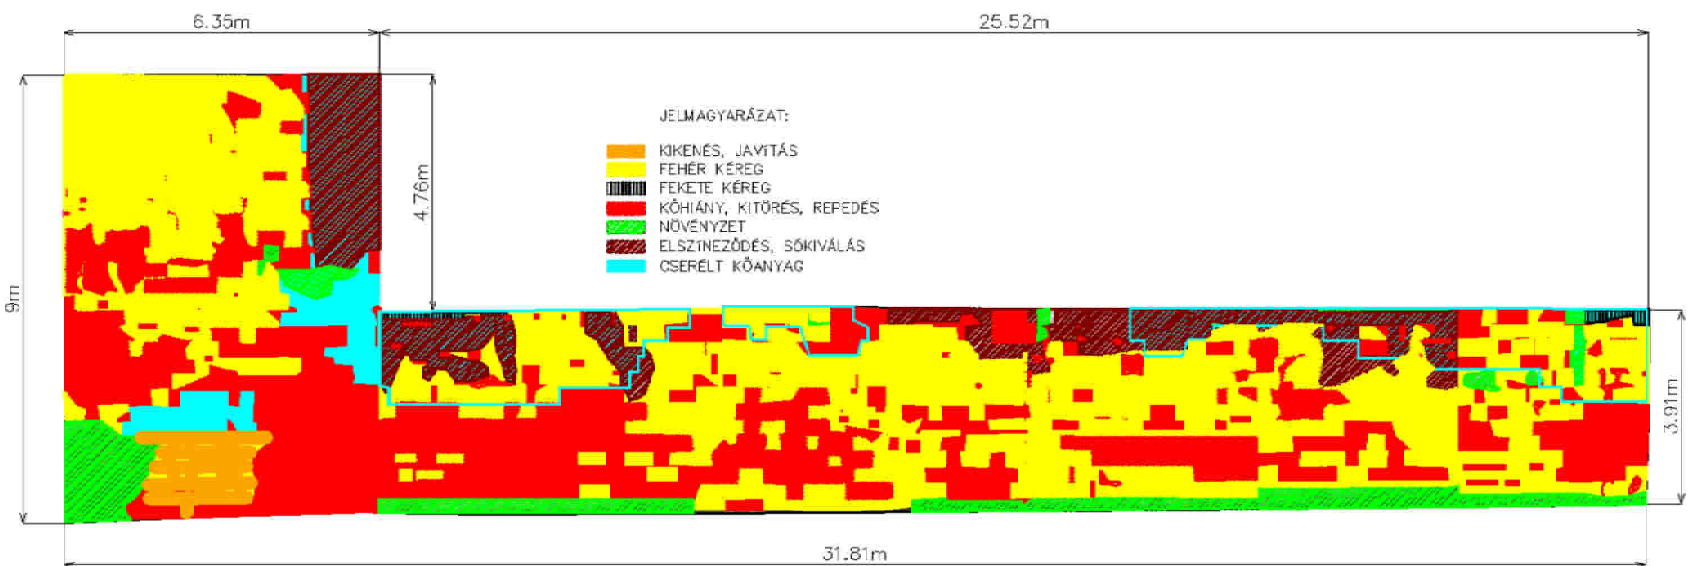 6.35m
25.52m
9m
4.76m
JELMAGYARÁZAT:
KIKENÉS, JAVÍTÁS
FEHÉR KÉREG
FEKETE KÉREG
KŐHIÁNY, KITÖRÉS, REPEDÉS
NÖVÉNYZET
ELSZÍNEZŐDÉS, SÓKIVÁLÁS
CSERÉLT KŐANYAG
3.91m
31.81m